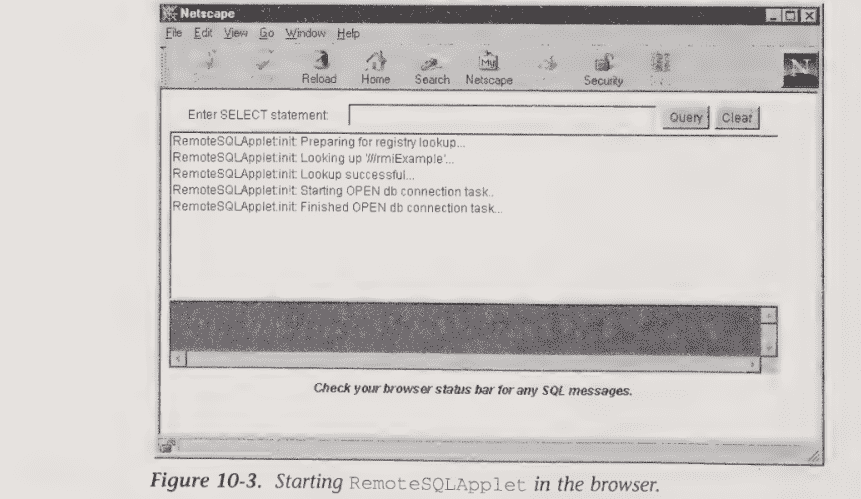 Netscape
File Edit View Go Window Help
Reload Home Search Netscape Security
My
N
Enter SELECT statement: Query Clear
RemoteSQLApplet:init: Preparing for registry lookup...
RemoteSQLApplet:init: Looking up '///rmiExample'...
RemoteSQLApplet.init: Lookup successful...
RemoteSQLApplet.init: Starting OPEN db connection task..
RemoteSQLApplet.init: Finished OPEN db connection task...
Check your browser status bar for any SQL messages.
Figure 10-3. Starting RemoteSQLApplet in the browser.